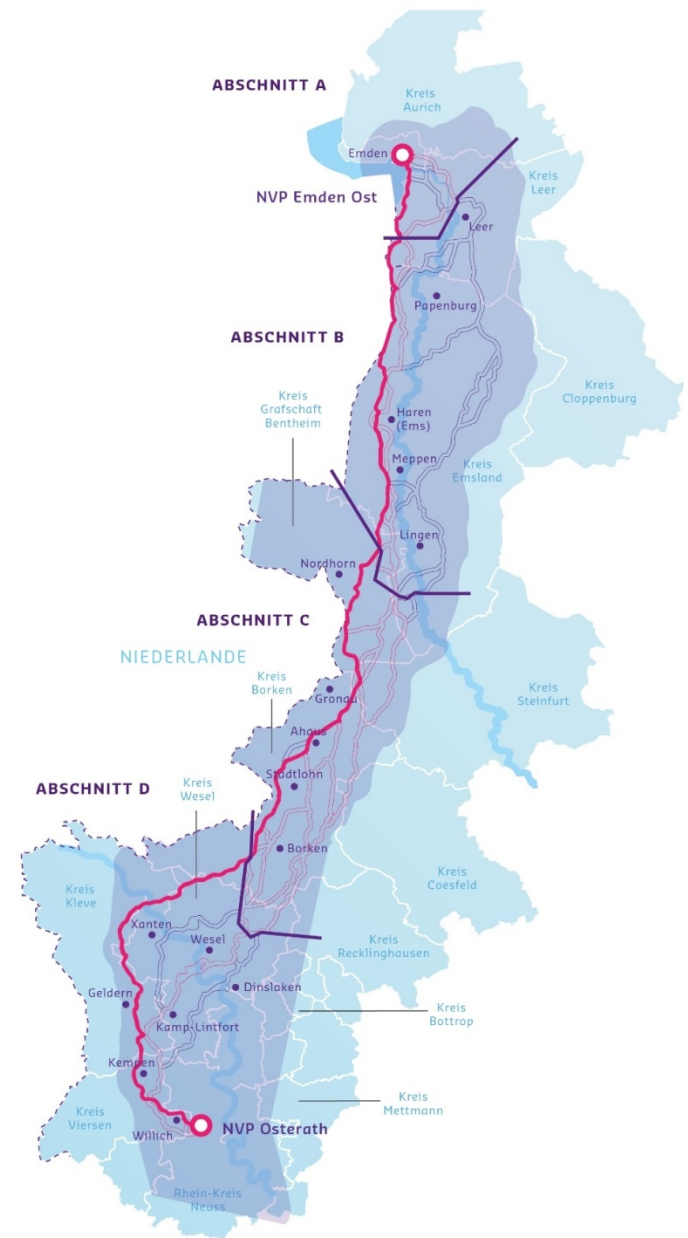 ABSCHNITT A
Kreis
Aurich
Emden
NVP Emden Ost
Kreis
Leer
Leer
Papenburg
ABSCHNITT B
Kreis
Cloppenburg
Kreis
Grafschaft
Bentheim
Haren
(Ems)
Meppen
Kreis
Emsland
Lingen
Nordhorn
ABSCHNITT C
NIEDERLANDE
Kreis
Borken
Gronau
Kreis
Steinfurt
Ahaus
Stadtlohn
ABSCHNITT D
Kreis
Wesel
Borken
Kreis
Coesfeld
Kreis
Kleve
Xanten
Wesel
Kreis
Recklinghausen
Dinslaken
Geldern
Kamp-Lintfort
Kreis
Bottrop
Kempen
Kreis
Mettmann
Kreis
Viersen
Willich
NVP Osterath
Rhein-Kreis
Neuss